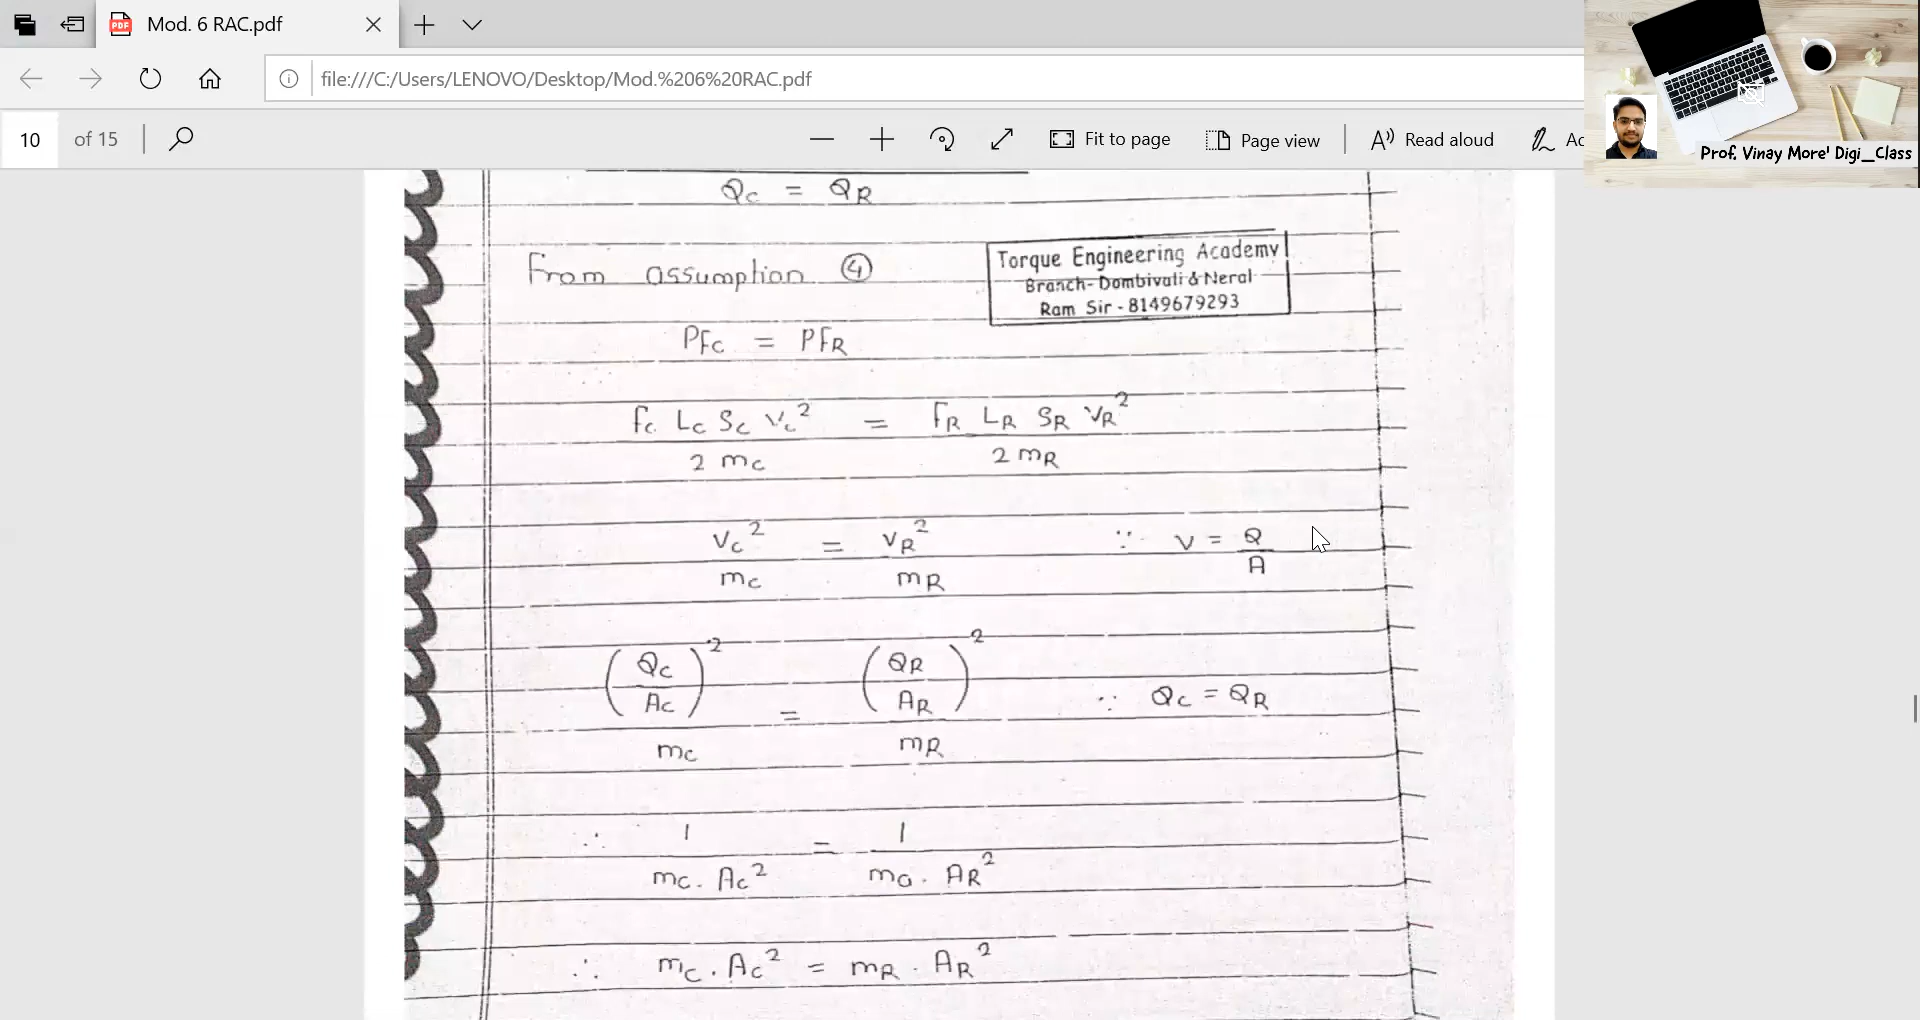 Mod. 6 RAC.pdf
file:///C:/Users/LENOVO/Desktop/Mod.%206%20RAC.pdf
10 of 15
Fit to page
Page view
Read aloud
Prof. Vinay More' Digi_Class
Qc = QR
From assumption ④
Torque Engineering Academy
Branch-Dombivali & Neral
Ram Sir - 8149679293
PFc = PFR
fc Lc Sc Vc² / 2 mc = fR LR SR VR² / 2 mR
Vc² / mc = VR² / mR ∵ V = Q / A
(Qc / Ac)² / mc = (QR / AR)² / mR ∵ Qc = QR
∴ 1 / mc . Ac² = 1 / mG . AR²
∴ mc . Ac² = mR . AR²